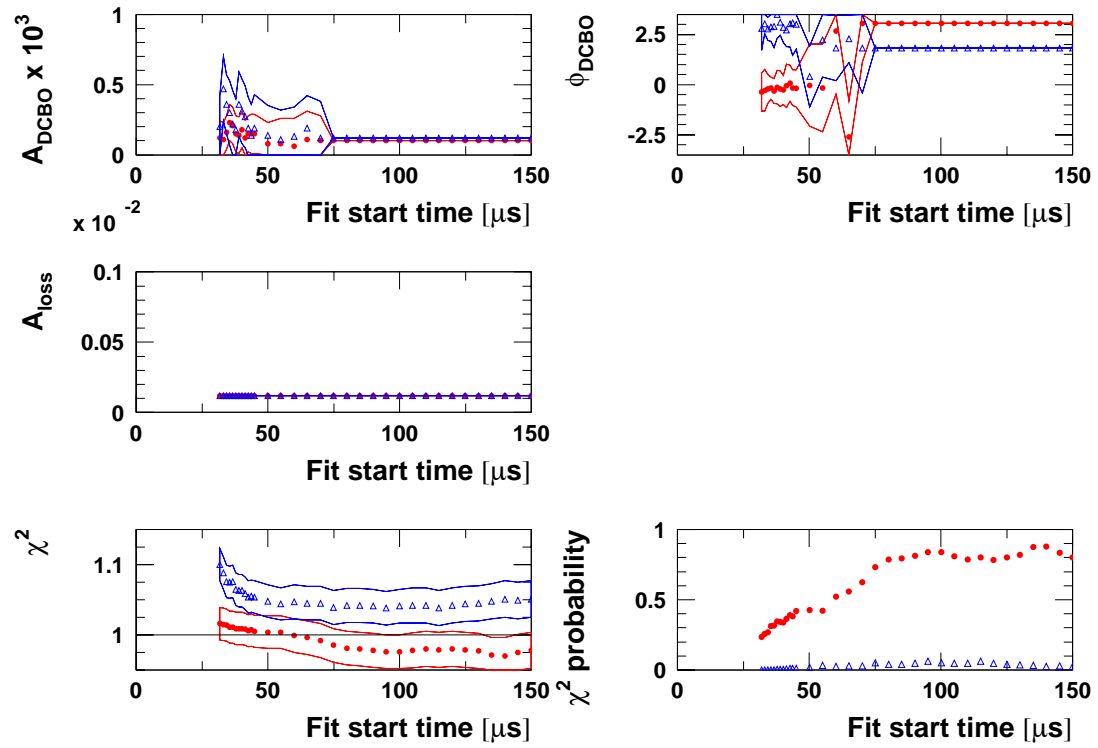 A_DCBO x 10^3
1
0.5
0
0 50 100 150
Fit start time [μs]
ϕ_DCBO
2.5
0
-2.5
0 50 100 150
Fit start time [μs]
x 10^-2
A_loss
0.1
0.05
0
0 50 100 150
Fit start time [μs]
χ^2
1.1
1
0 50 100 150
Fit start time [μs]
χ^2 probability
1
0.5
0
0 50 100 150
Fit start time [μs]